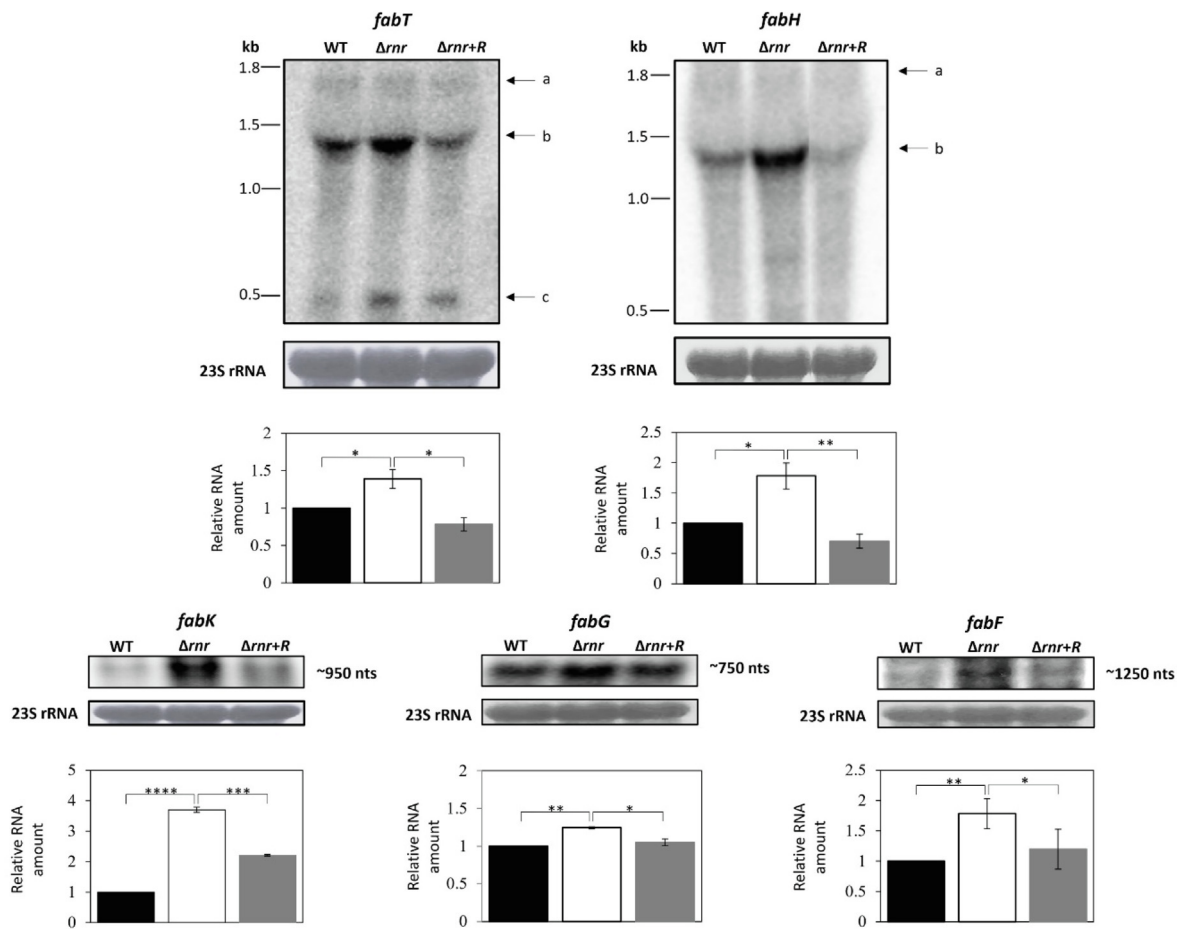 fabT
kb WT Δrnr Δrnr+R
1.8
a
1.5
b
1.0
0.5
c
23S rRNA
Relative RNA
amount
2
1.5
1
0.5
0
* *
fabH
kb WT Δrnr Δrnr+R
1.8
a
1.5
b
1.0
0.5
23S rRNA
Relative RNA
amount
2.5
2
1.5
1
0.5
0
* **
fabK
WT Δrnr Δrnr+R
~950 nts
23S rRNA
Relative RNA
amount
5
4
3
2
1
0
**** ***
fabG
WT Δrnr Δrnr+R
~750 nts
23S rRNA
Relative RNA
amount
2
1.5
1
0.5
0
** *
fabF
WT Δrnr Δrnr+R
~1250 nts
23S rRNA
Relative RNA
amount
2.5
2
1.5
1
0.5
0
** *